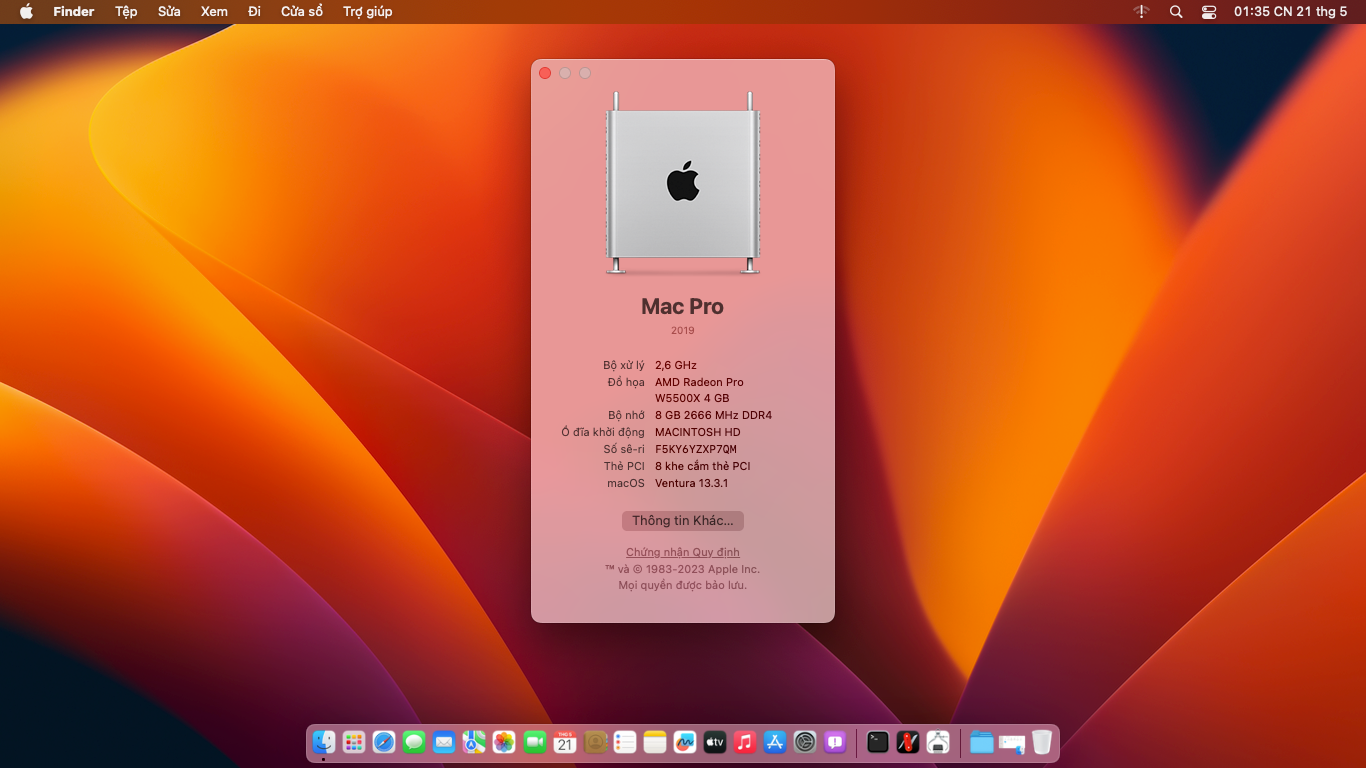 Finder Tệp Sửa Xem Đi Cửa sổ Trợ giúp 01:35 CN 21 thg 5
Mac Pro
2019
Bộ xử lý 2,6 GHz
Đồ họa AMD Radeon Pro
W5500X 4 GB
Bộ nhớ 8 GB 2666 MHz DDR4
Ổ đĩa khởi động MACINTOSH HD
Số sê-ri F5KY6YZXP7QM
Thẻ PCI 8 khe cắm thẻ PCI
macOS Ventura 13.3.1
Thông tin Khác...
Chứng nhận Quy định
™ và © 1983-2023 Apple Inc.
Mọi quyền được bảo lưu.
THG 5
21
tv